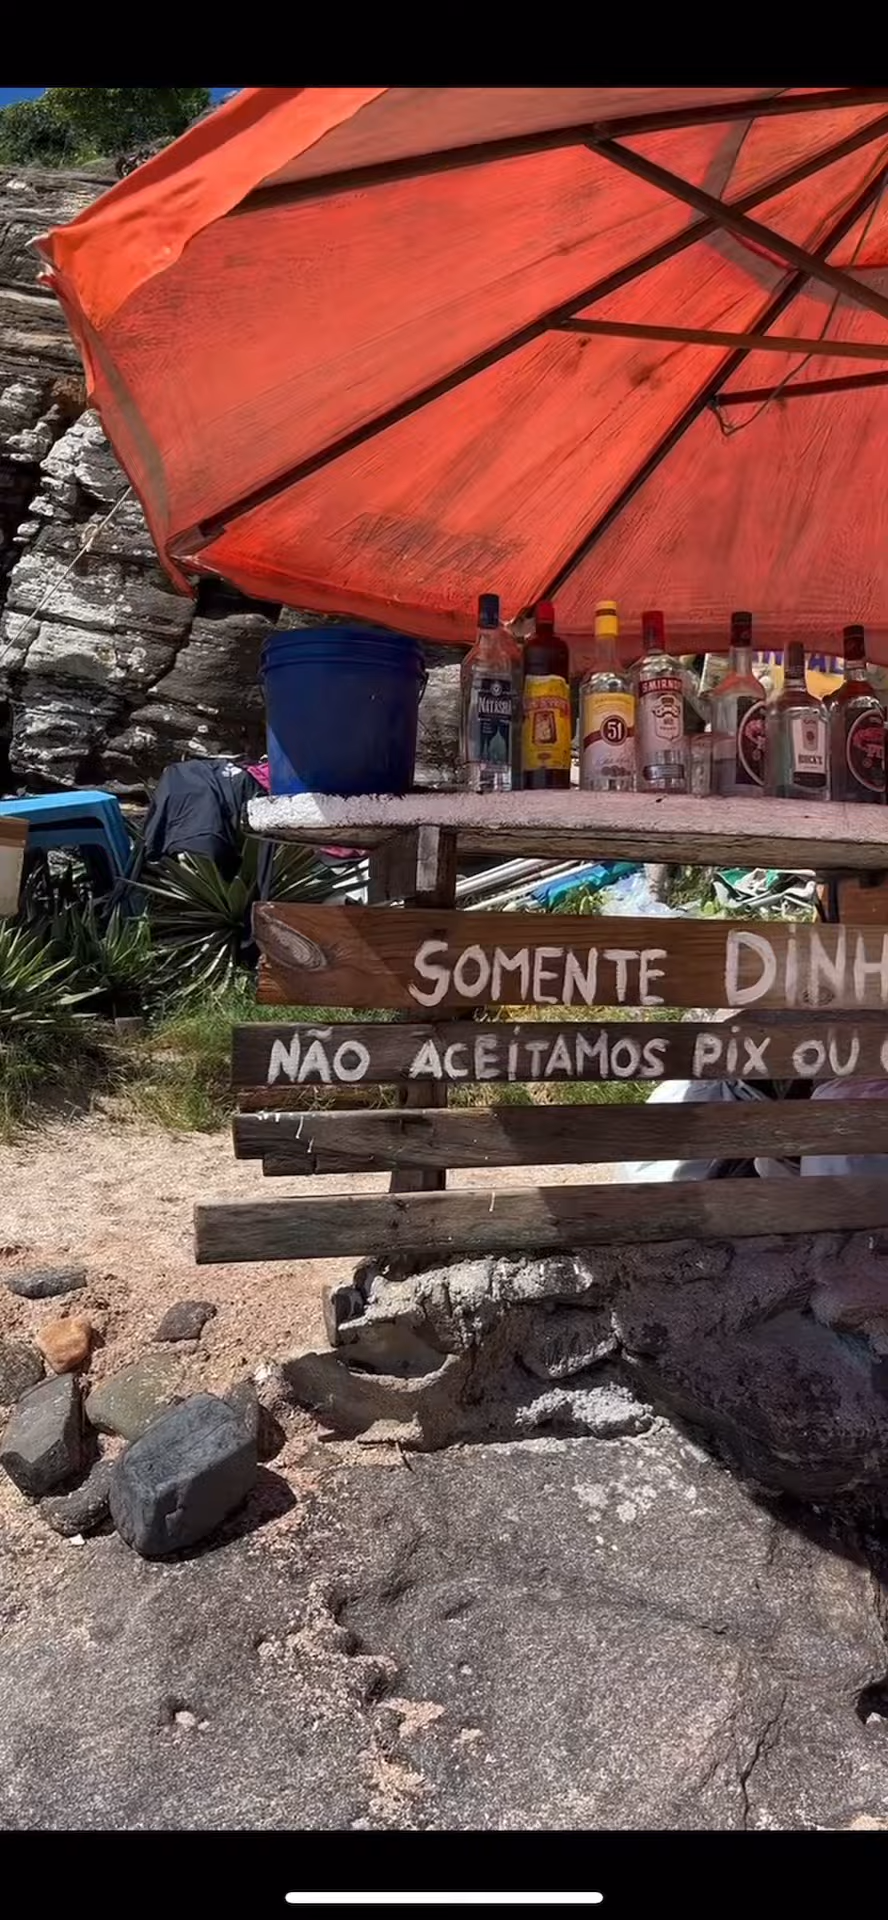 NATASHA
51
SMIRNOFF
SOMENTE DINH
NÃO ACEITAMOS PIX OU